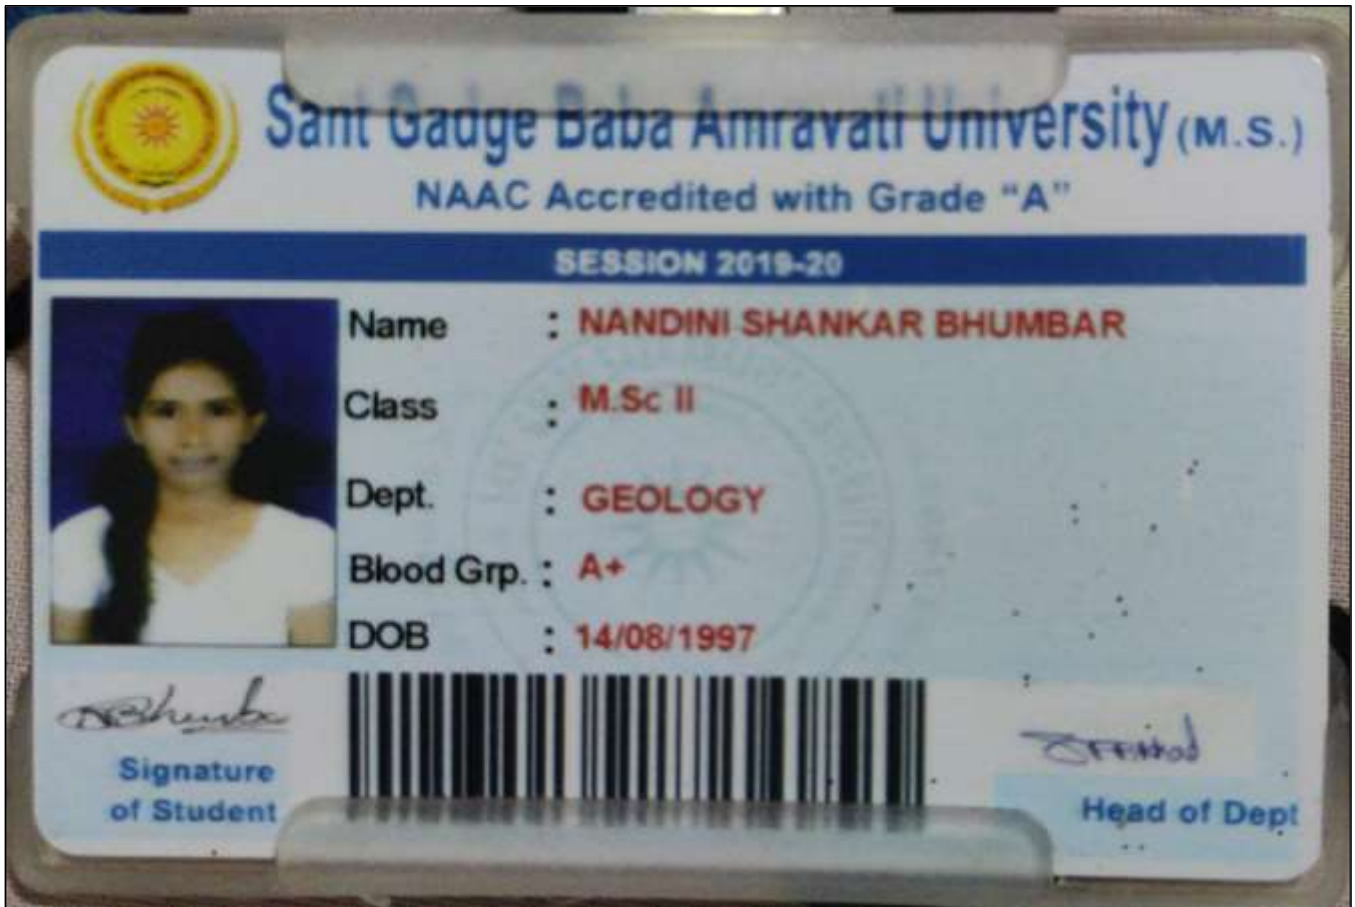 Sant Gadge Baba Amravati University (M.S.)
NAAC Accredited with Grade “A”
SESSION 2019-20
Name : NANDINI SHANKAR BHUMBAR
Class : M.Sc II
Dept. : GEOLOGY
Blood Grp. : A+
DOB : 14/08/1997
Signature
of Student
Head of Dept